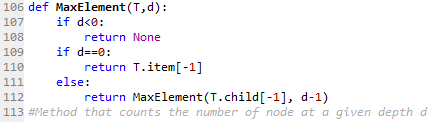 106 def MaxElement(T,d):
107     if d<0:
108         return None
109     if d==0:
110         return T.item[-1]
111     else:
112         return MaxElement(T.child[-1], d-1)
113 #Method that counts the number of node at a given depth d